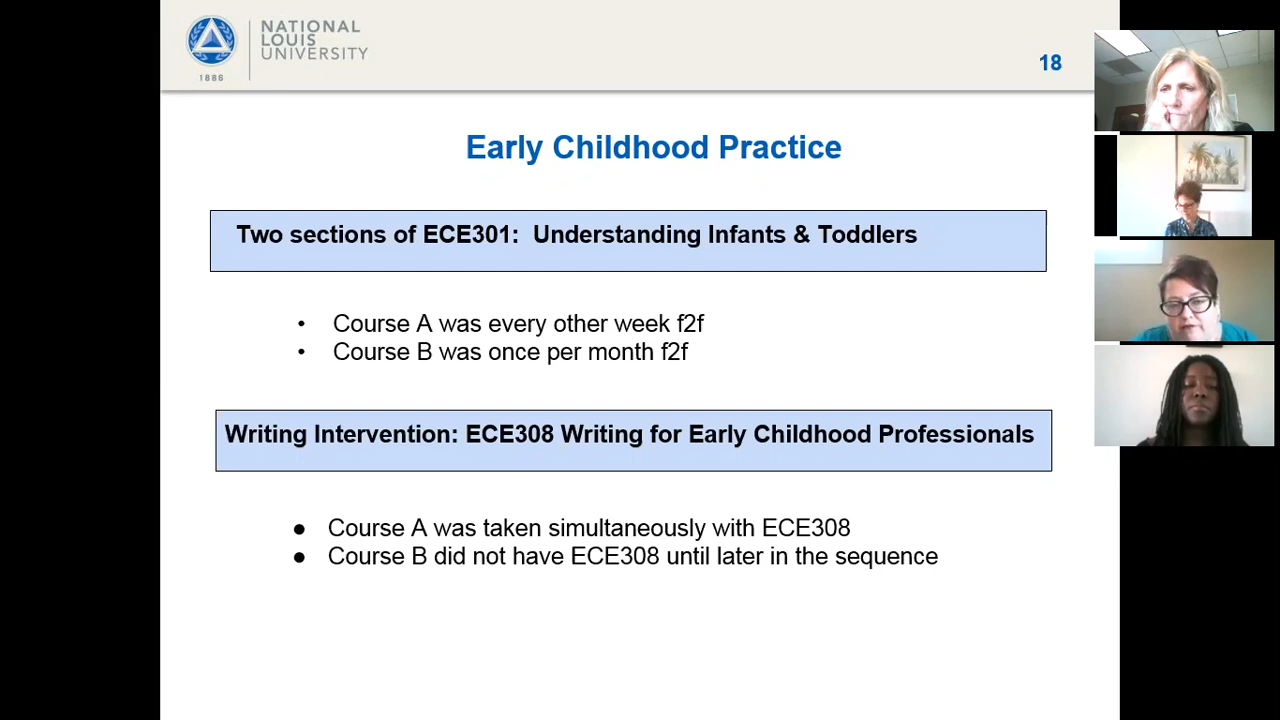 NATIONAL
LOUIS
UNIVERSITY
1886
18
Early Childhood Practice
Two sections of ECE301: Understanding Infants & Toddlers
• Course A was every other week f2f
• Course B was once per month f2f
Writing Intervention: ECE308 Writing for Early Childhood Professionals
● Course A was taken simultaneously with ECE308
● Course B did not have ECE308 until later in the sequence